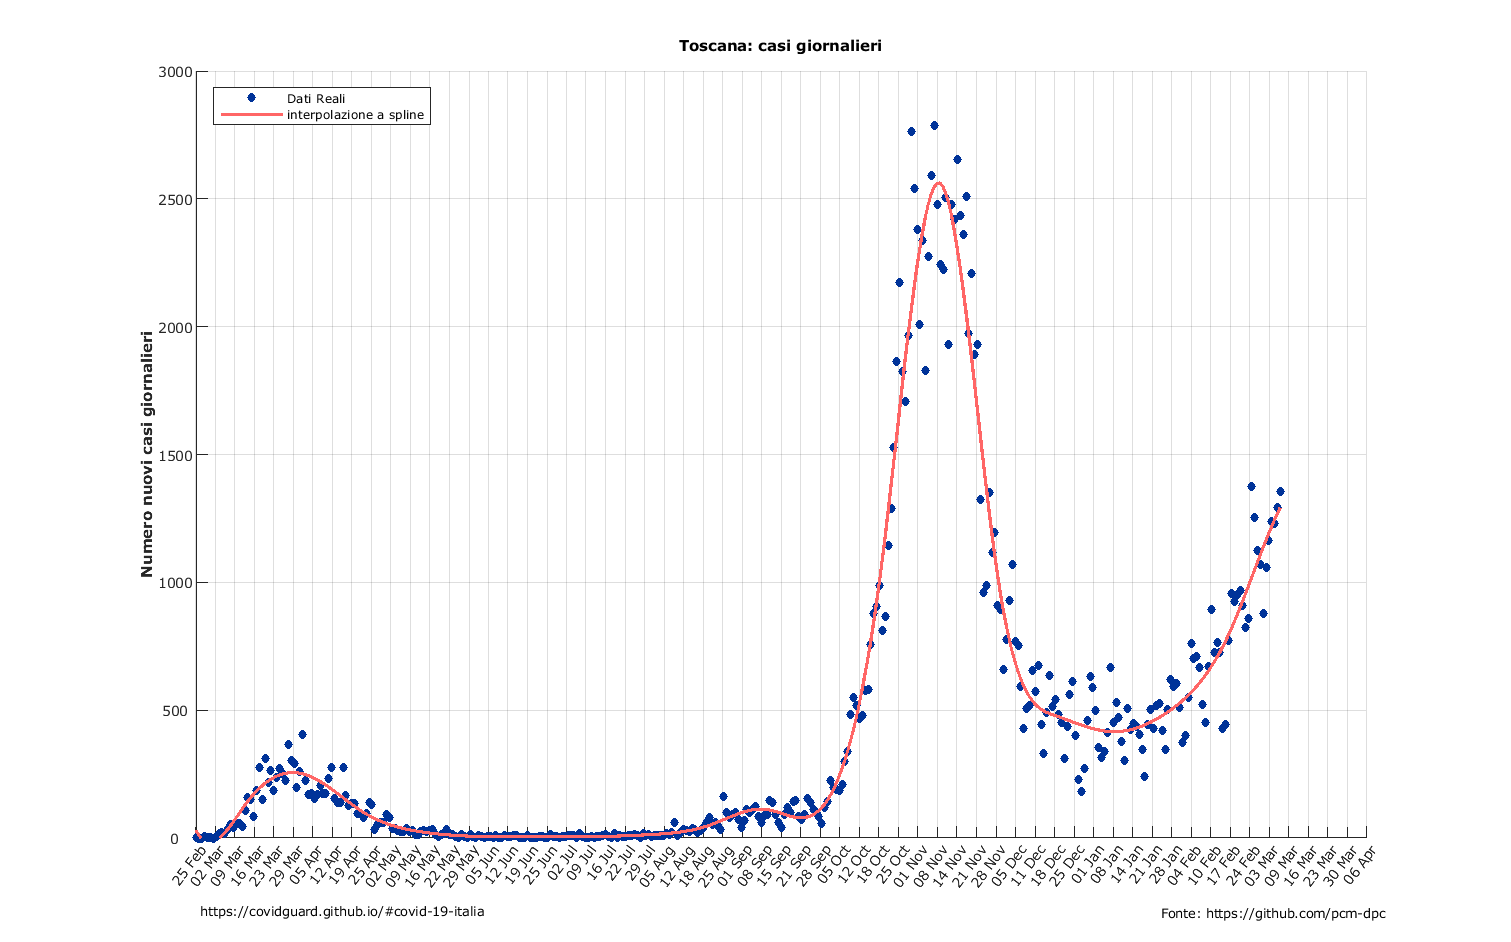 Toscana: casi giornalieri
Dati Reali
interpolazione a spline
Numero nuovi casi giornalieri
3000
2500
2000
1500
1000
500
0
25 Feb
02 Mar
09 Mar
16 Mar
23 Mar
29 Mar
05 Apr
12 Apr
19 Apr
25 Apr
02 May
09 May
16 May
22 May
29 May
05 Jun
12 Jun
19 Jun
25 Jun
02 Jul
09 Jul
16 Jul
22 Jul
29 Jul
05 Aug
12 Aug
18 Aug
25 Aug
01 Sep
08 Sep
15 Sep
21 Sep
28 Sep
05 Oct
12 Oct
18 Oct
25 Oct
01 Nov
08 Nov
14 Nov
21 Nov
28 Nov
05 Dec
11 Dec
18 Dec
25 Dec
01 Jan
08 Jan
14 Jan
21 Jan
28 Jan
04 Feb
10 Feb
17 Feb
24 Feb
03 Mar
09 Mar
16 Mar
23 Mar
30 Mar
06 Apr
https://covidguard.github.io/#covid-19-italia
Fonte: https://github.com/pcm-dpc